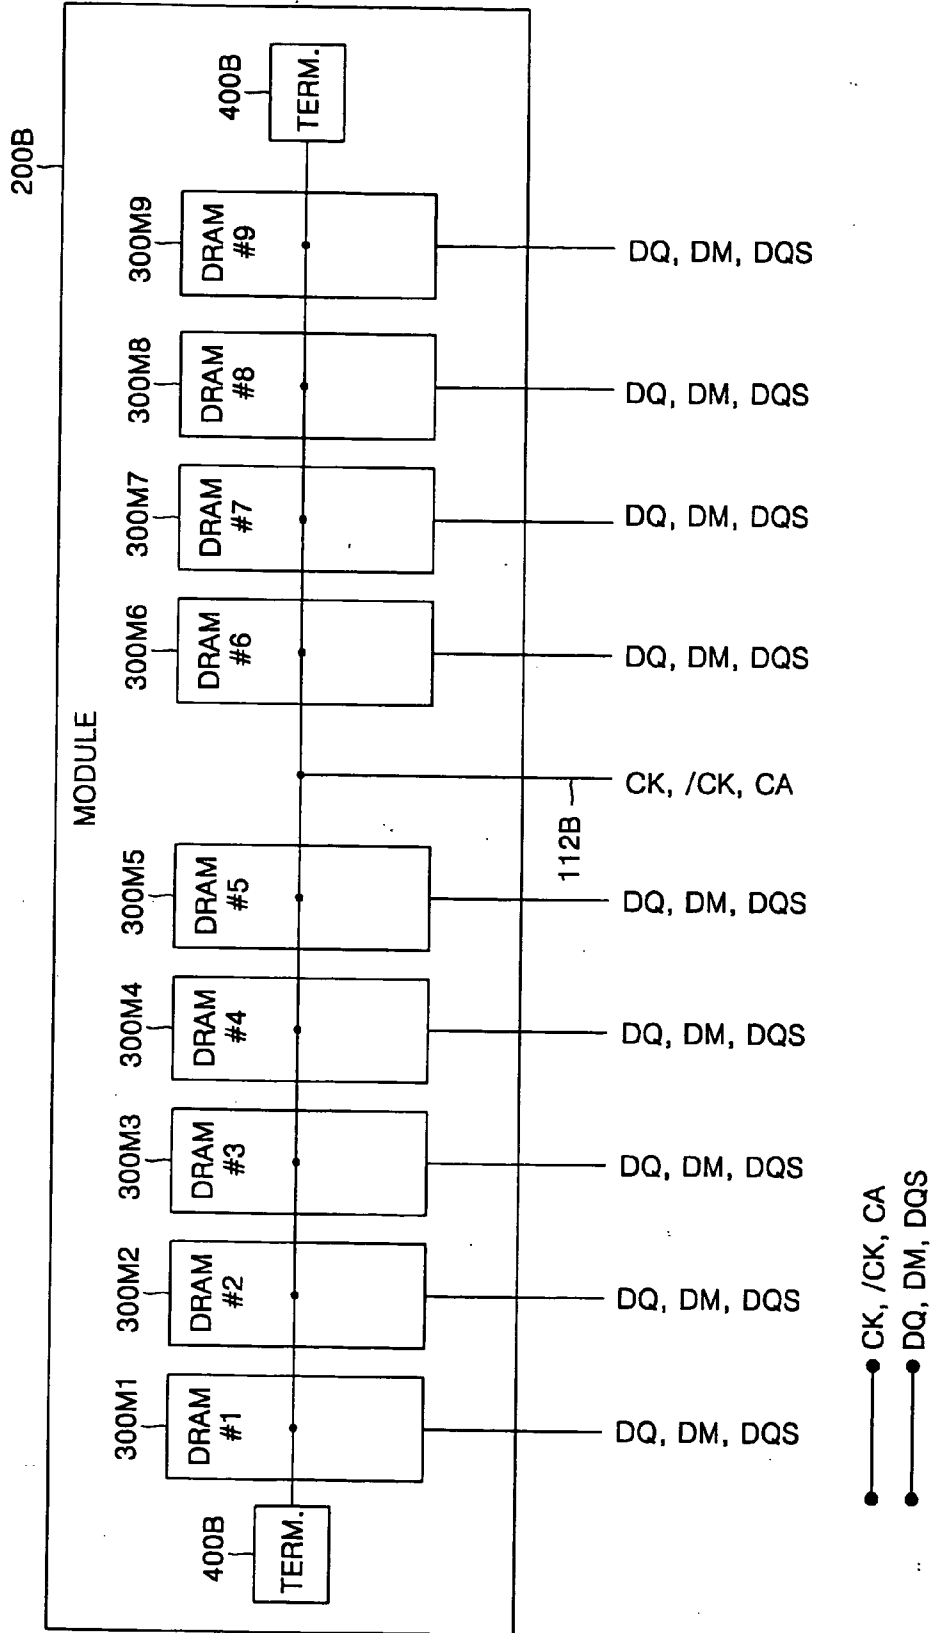 200B
MODULE
400B
TERM.
300M9
DRAM
#9
DQ, DM, DQS
300M8
DRAM
#8
DQ, DM, DQS
300M7
DRAM
#7
DQ, DM, DQS
300M6
DRAM
#6
DQ, DM, DQS
CK, /CK, CA
112B
300M5
DRAM
#5
DQ, DM, DQS
300M4
DRAM
#4
DQ, DM, DQS
300M3
DRAM
#3
DQ, DM, DQS
300M2
DRAM
#2
DQ, DM, DQS
300M1
DRAM
#1
DQ, DM, DQS
400B
TERM.
CK, /CK, CA
DQ, DM, DQS